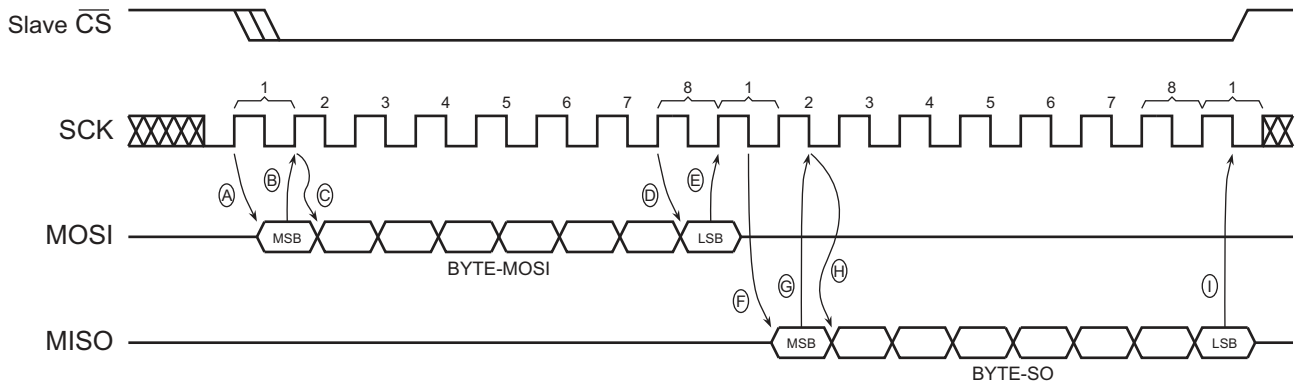 Slave C̅S̅
1 2 3 4 5 6 7 8 1 2 3 4 5 6 7 8 1
SCK
A B C D E
MOSI MSB LSB
BYTE-MOSI
F G H I
MISO MSB LSB
BYTE-SO